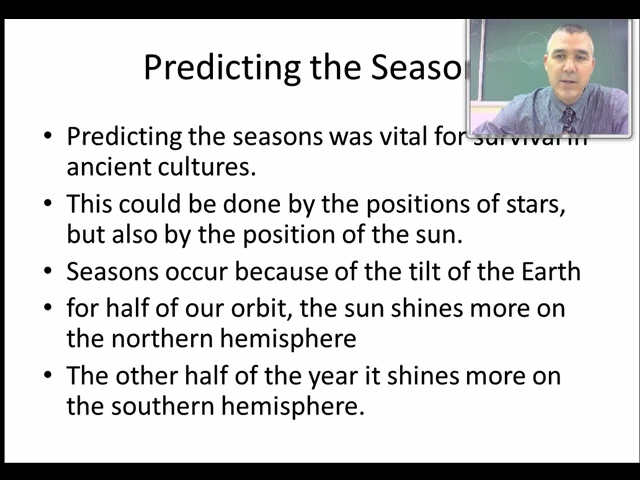 Predicting the Seaso
• Predicting the seasons was vital for survival in
ancient cultures.
• This could be done by the positions of stars,
but also by the position of the sun.
• Seasons occur because of the tilt of the Earth
• for half of our orbit, the sun shines more on
the northern hemisphere
• The other half of the year it shines more on
the southern hemisphere.